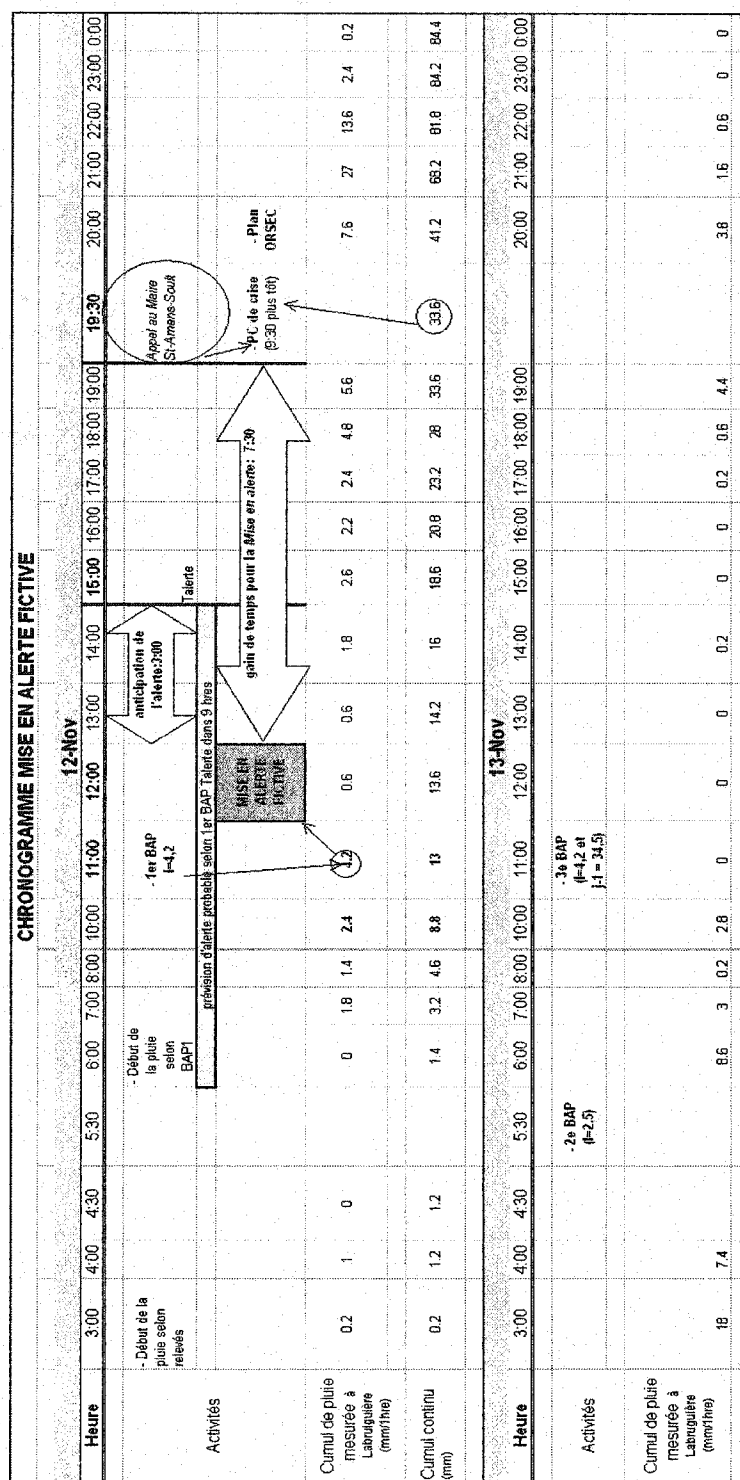 CHRONOGRAMME MISE EN ALERTE FICTIVE
12-Nov
Heure 3:00 4:00 4:30 5:30 6:00 7:00 8:00 10:00 11:00 12:00 13:00 14:00 15:00 16:00 17:00 18:00 19:00 19:30 20:00 21:00 22:00 23:00 0:00
Activités
- Début de la
pluie selon
relevés
- Début de
la pluie
selon
BAP1
- 1er BAP
I=4,2
anticipation de
l'alerte:3:00
Talerte
Appel au Maire
St-Amans-Soult
prévision d'alerte probable selon 1er BAP Talerte dans 9 hres
MISE EN
ALERTE
FICTIVE
gain de temps pour la Mise en alerte: 7:30
- PC de crise
(9:30 plus tôt)
- Plan
ORSEC
Cumul de pluie
mesurée à
Labruguière
(mm/1hre)
0.2 1 0 0 1.8 1.4 2.4 4.2 0.6 0.6 1.8 2.6 2.2 2.4 4.8 5.6 7.6 27 13.6 2.4 0.2
Cumul continu
(mm)
0.2 1.2 1.2 1.4 3.2 4.6 8.8 13 13.6 14.2 16 18.6 20.8 23.2 28 33.6 33.6 41.2 68.2 81.8 84.2 84.4
13-Nov
Heure 3:00 4:00 4:30 5:30 6:00 7:00 8:00 10:00 11:00 12:00 13:00 14:00 15:00 16:00 17:00 18:00 19:00 20:00 21:00 22:00 23:00 0:00
Activités
-2e BAP
(I=2,5)
- 3e BAP
(I=4,2 et
j-1 = 34,5)
Cumul de pluie
mesurée à
Labruguière
(mm/1hre)
18 7.4 8.6 3 0.2 2.8 0 0 0 0.2 0 0 0.2 0.6 4.4 3.8 1.6 0.6 0 0